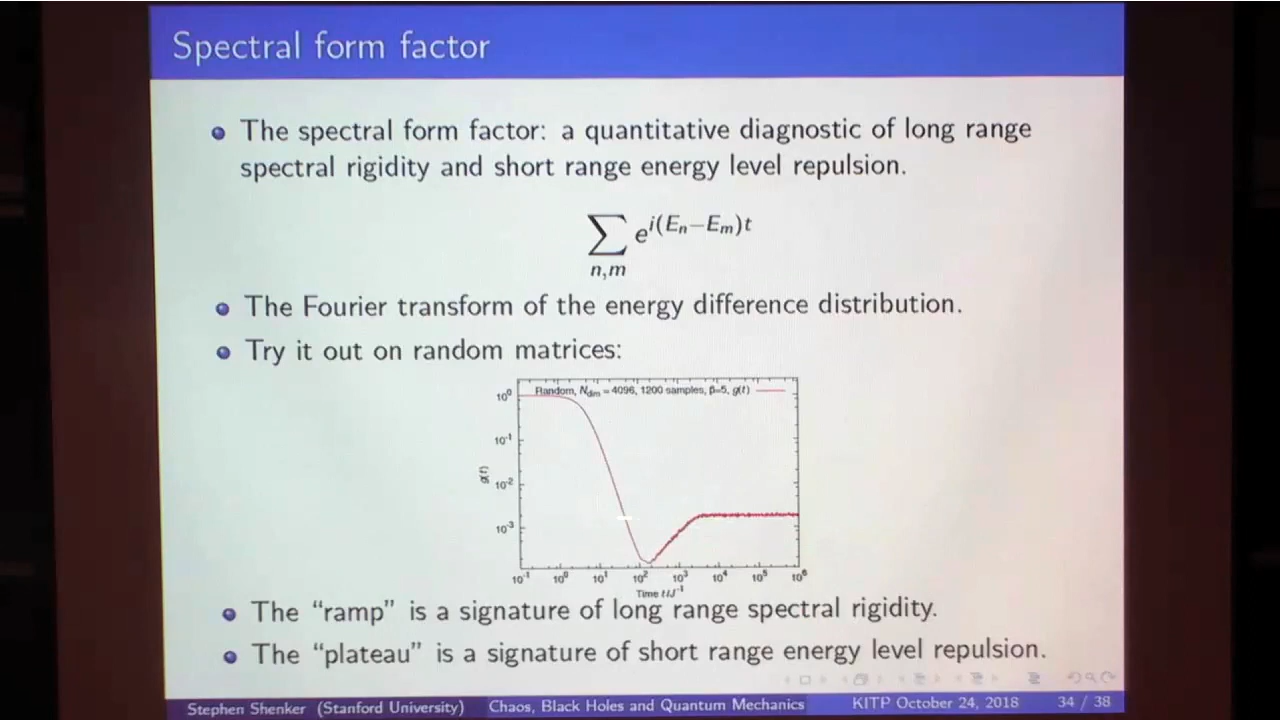 Spectral form factor
The spectral form factor: a quantitative diagnostic of long range
spectral rigidity and short range energy level repulsion.
∑ e^{i(E_n−E_m)t}
n,m
The Fourier transform of the energy difference distribution.
Try it out on random matrices:
Random, N_dim = 4096, 1200 samples, β=5, g(t)
10^0
10^-1
10^-2
10^-3
g(t)
10^-1 10^0 10^1 10^2 10^3 10^4 10^5 10^6
Time tJ^-1
The “ramp” is a signature of long range spectral rigidity.
The “plateau” is a signature of short range energy level repulsion.
Stephen Shenker (Stanford University) Chaos, Black Holes and Quantum Mechanics KITP October 24, 2018 34 / 38